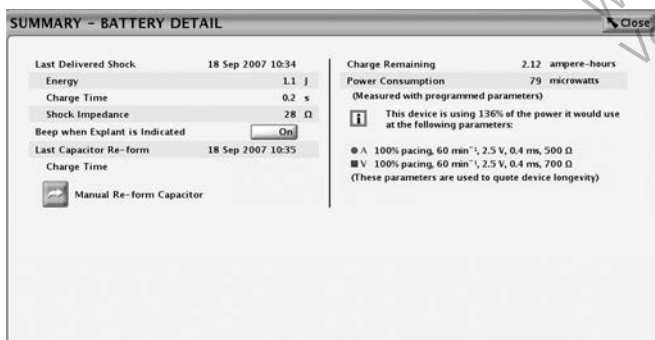 SUMMARY - BATTERY DETAIL
Close
Last Delivered Shock 18 Sep 2007 10:34
Energy 1.1 J
Charge Time 0.2 s
Shock Impedance 28 Ω
Beep when Explant is Indicated On
Last Capacitor Re-form 18 Sep 2007 10:35
Charge Time
Manual Re-form Capacitor
Charge Remaining 2.12 ampere-hours
Power Consumption 79 microwatts
(Measured with programmed parameters)
i This device is using 136% of the power it would use
at the following parameters:
A 100% pacing, 60 min⁻¹, 2.5 V, 0.4 ms, 500 Ω
V 100% pacing, 60 min⁻¹, 2.5 V, 0.4 ms, 700 Ω
(These parameters are used to quote device longevity)